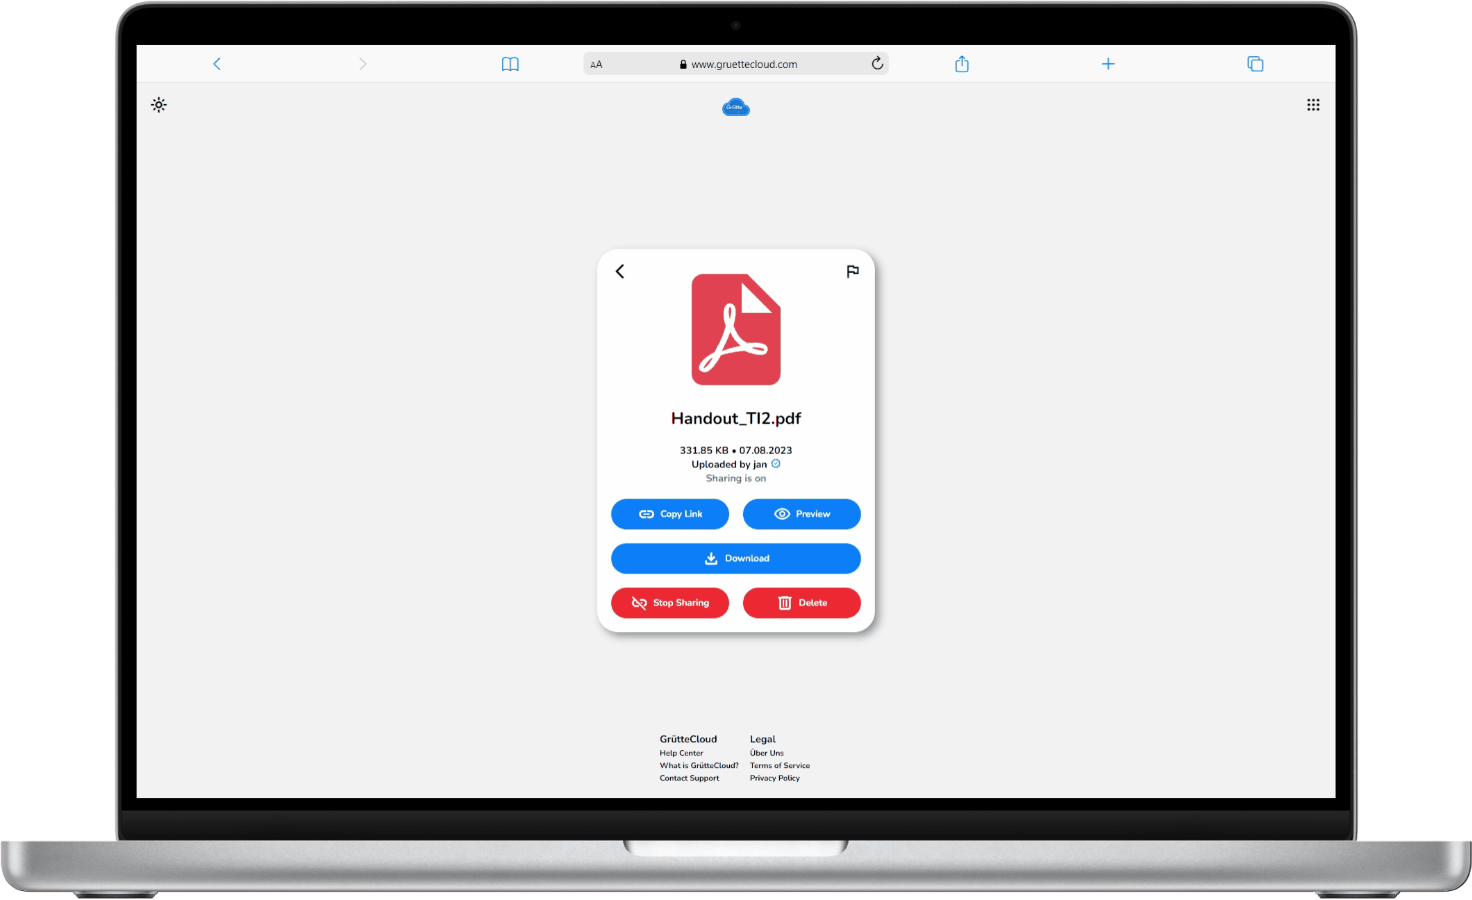 AA www.gruettecloud.com
Grütte
Handout_TI2.pdf
331.85 KB • 07.08.2023
Uploaded by jan
Sharing is on
Copy Link
Preview
Download
Stop Sharing
Delete
GrütteCloud
Help Center
What is GrütteCloud?
Contact Support
Legal
Über Uns
Terms of Service
Privacy Policy